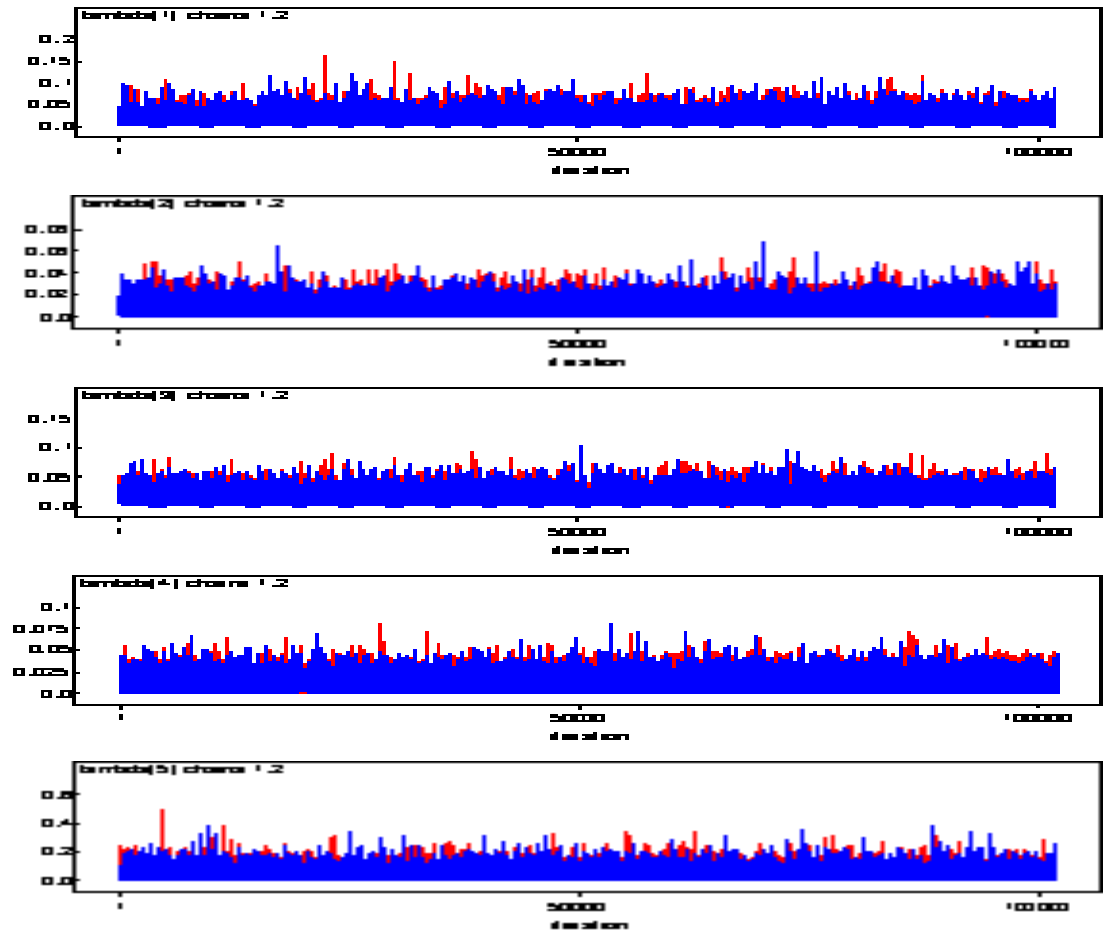 lambda[1] chains 1:2
0.2
0.15
0.1
0.05
0.0
1 50000 100000
iteration
lambda[2] chains 1:2
0.08
0.06
0.04
0.02
0.0
1 50000 100000
iteration
lambda[3] chains 1:2
0.15
0.1
0.05
0.0
1 50000 100000
iteration
lambda[4] chains 1:2
0.1
0.075
0.05
0.025
0.0
1 50000 100000
iteration
lambda[5] chains 1:2
0.6
0.4
0.2
0.0
1 50000 100000
iteration